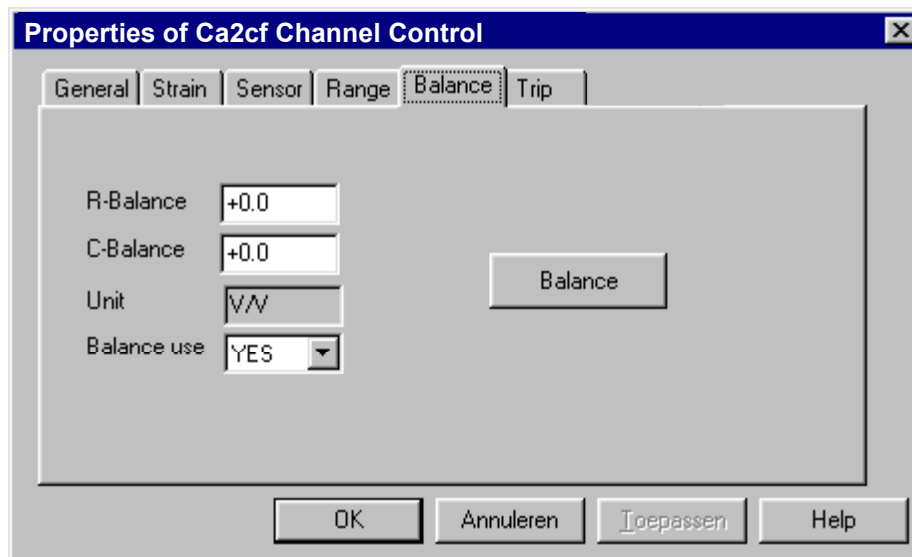 Properties of Ca2cf Channel Control
General Strain Sensor Range Balance Trip
R-Balance +0.0
C-Balance +0.0
Balance
Unit V/V
Balance use YES
OK Annuleren Toepassen Help